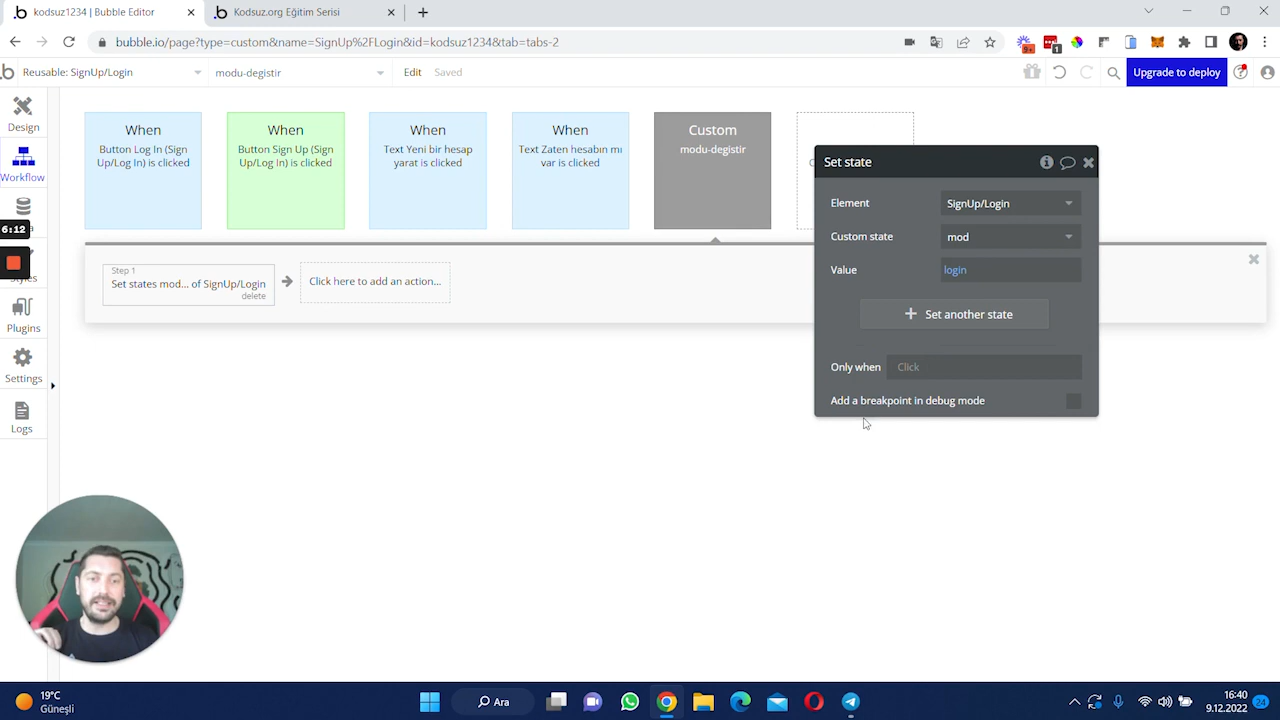 kodsuz1234 | Bubble Editor
Kodsuz.org Eğitim Serisi
bubble.io/page?type=custom&name=SignUp%2FLogin&id=kodsuz1234&tab=tabs-2
9+
1
Reusable: SignUp/Login
modu-degistir
Edit
Saved
Upgrade to deploy
Design
Workflow
6:12
Plugins
Settings
Logs
When
Button Log In (Sign
Up/Log In) is clicked
When
Button Sign Up (Sign
Up/Log In) is clicked
When
Text Yeni bir hesap
yarat is clicked
When
Text Zaten hesabın mı
var is clicked
Custom
modu-degistir
Step 1
Set states mod... of SignUp/Login
delete
Click here to add an action...
Set state
Element
SignUp/Login
Custom state
mod
Value
login
Set another state
Only when
Click
Add a breakpoint in debug mode
19°C
Güneşli
Ara
16:40
9.12.2022
24